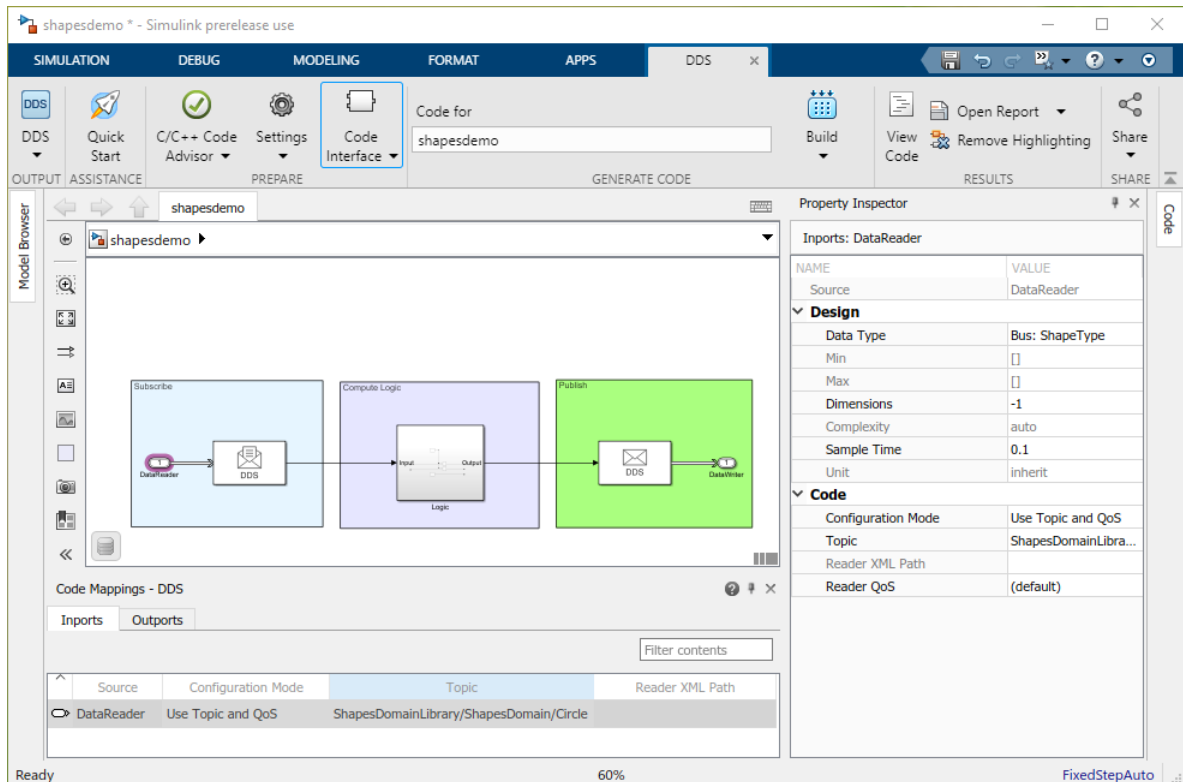 shapesdemo * - Simulink prerelease use
SIMULATION DEBUG MODELING FORMAT APPS DDS
DDS
DDS
Quick Start
C/C++ Code Advisor
Settings
Code Interface
Code for
shapesdemo
Build
View Code
Open Report
Remove Highlighting
Share
OUTPUT ASSISTANCE PREPARE GENERATE CODE RESULTS SHARE
Model Browser
shapesdemo
shapesdemo
Subscribe
1
DataReader
DDS
Compute Logic
Input
Output
Logic
Publish
DDS
1
DataWriter
Code Mappings - DDS
Inports Outports
Filter contents
Source Configuration Mode Topic Reader XML Path
DataReader Use Topic and QoS ShapesDomainLibrary/ShapesDomain/Circle
Property Inspector
Inports: DataReader
NAME VALUE
Source DataReader
Design
Data Type Bus: ShapeType
Min []
Max []
Dimensions -1
Complexity auto
Sample Time 0.1
Unit inherit
Code
Configuration Mode Use Topic and QoS
Topic ShapesDomainLibra...
Reader XML Path
Reader QoS (default)
Code
Ready 60% FixedStepAuto